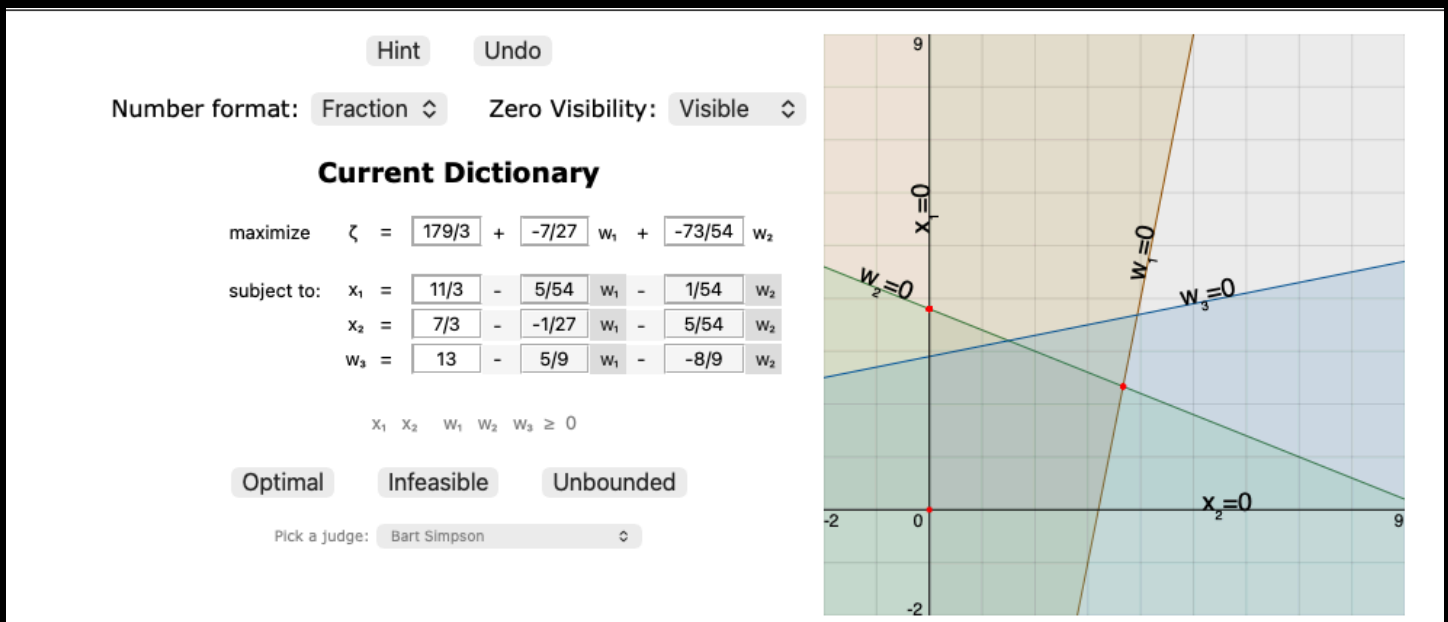 Hint Undo
Number format: Fraction Zero Visibility: Visible
Current Dictionary
maximize ζ = 179/3 + -7/27 w₁ + -73/54 w₂
subject to: x₁ = 11/3 - 5/54 w₁ - 1/54 w₂
x₂ = 7/3 - -1/27 w₁ - 5/54 w₂
w₃ = 13 - 5/9 w₁ - -8/9 w₂
x₁ x₂ w₁ w₂ w₃ ≥ 0
Optimal Infeasible Unbounded
Pick a judge: Bart Simpson
9
x₁=0
w₁=0
w₂=0
w₃=0
x₂=0
-2 0 9
-2